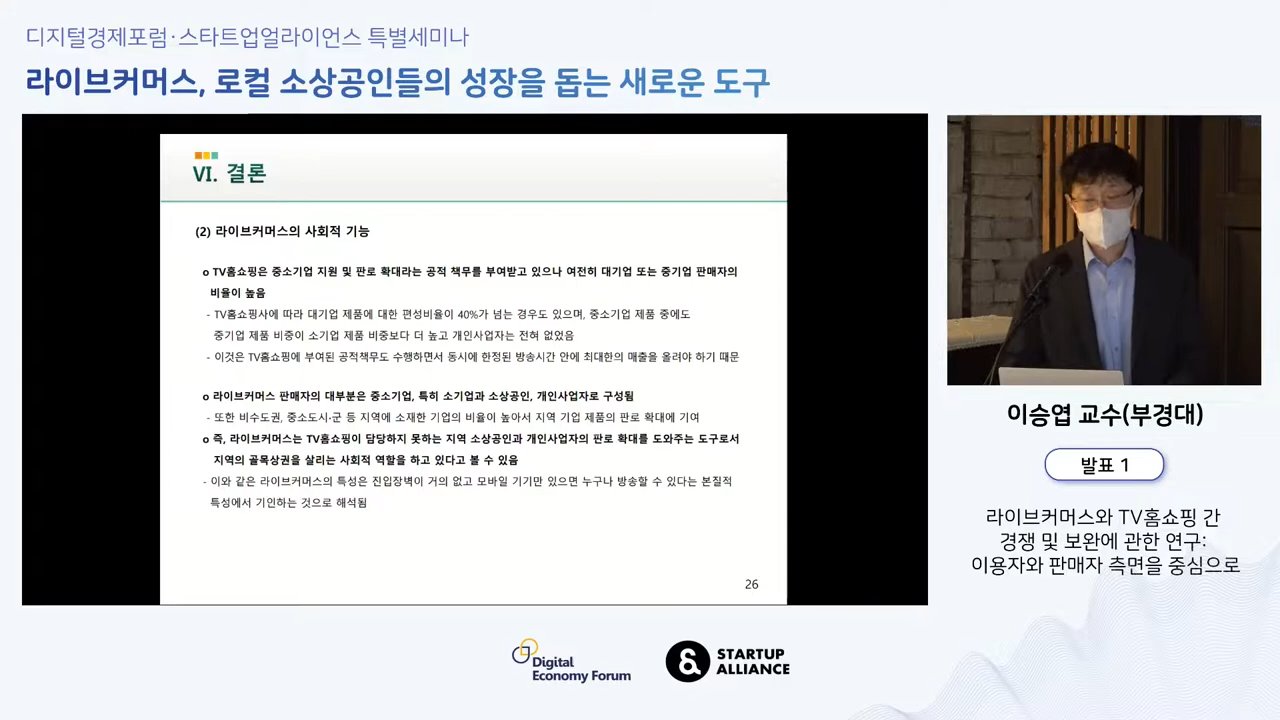 디지털경제포럼·스타트업얼라이언스 특별세미나
라이브커머스, 로컬 소상공인들의 성장을 돕는 새로운 도구
VI. 결론
(2) 라이브커머스의 사회적 기능
o TV홈쇼핑은 중소기업 지원 및 판로 확대라는 공적 책무를 부여받고 있으나 여전히 대기업 또는 중기업 판매자의
비율이 높음
- TV홈쇼핑사에 따라 대기업 제품에 대한 편성비율이 40%가 넘는 경우도 있으며, 중소기업 제품 중에도
중기업 제품 비중이 소기업 제품 비중보다 더 높고 개인사업자는 전혀 없었음
- 이것은 TV홈쇼핑에 부여된 공적책무도 수행하면서 동시에 한정된 방송시간 안에 최대한의 매출을 올려야 하기 때문
o 라이브커머스 판매자의 대부분은 중소기업, 특히 소기업과 소상공인, 개인사업자로 구성됨
- 또한 비수도권, 중소도시·군 등 지역에 소재한 기업의 비율이 높아서 지역 기업 제품의 판로 확대에 기여
o 즉, 라이브커머스는 TV홈쇼핑이 담당하지 못하는 지역 소상공인과 개인사업자의 판로 확대를 도와주는 도구로서
지역의 골목상권을 살리는 사회적 역할을 하고 있다고 볼 수 있음
- 이와 같은 라이브커머스의 특성은 진입장벽이 거의 없고 모바일 기기만 있으면 누구나 방송할 수 있다는 본질적
특성에서 기인하는 것으로 해석됨
26
이승엽 교수(부경대)
발표 1
라이브커머스와 TV홈쇼핑 간
경쟁 및 보완에 관한 연구:
이용자와 판매자 측면을 중심으로
Digital
Economy Forum
STARTUP
ALLIANCE